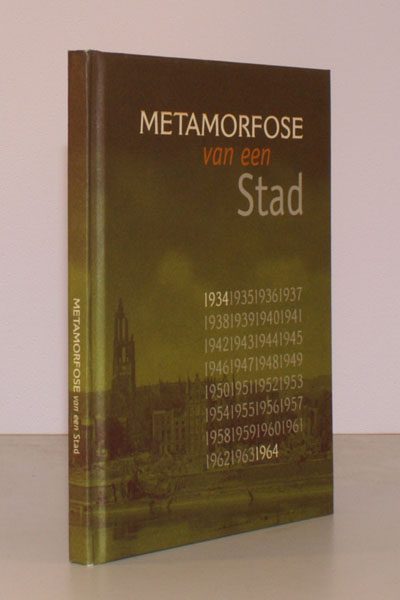 METAMORFOSE
van een
Stad
1934193519361937
1938193919401941
1942194319441945
1946194719481949
1950195119521953
1954195519561957
1958195919601961
196219631964
METAMORFOSE van een Stad